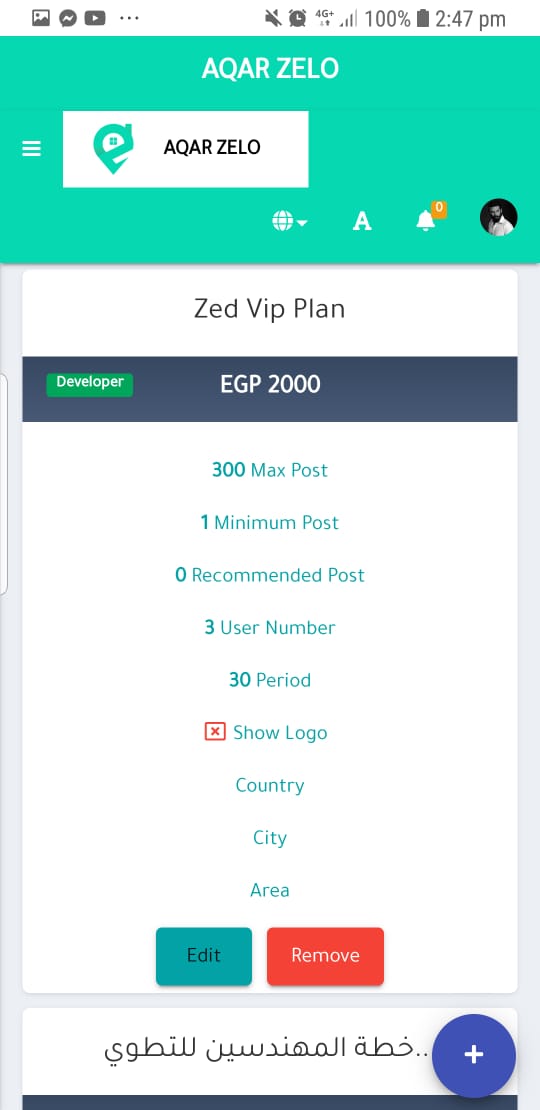 4G+ 100% 2:47 pm
AQAR ZELO
AQAR ZELO
A 0
Zed Vip Plan
Developer EGP 2000
300 Max Post
1 Minimum Post
0 Recommended Post
3 User Number
30 Period
Show Logo
Country
City
Area
Edit Remove
خطة المهندسين للتطوي..
+